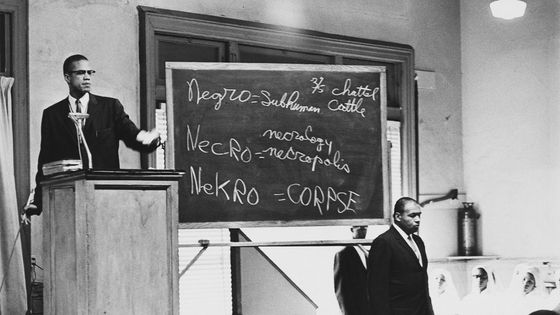 Negro = Subhuman 3/5 chattel
cattle
Necro = necrology
necropolis
Nekro = CORPSE